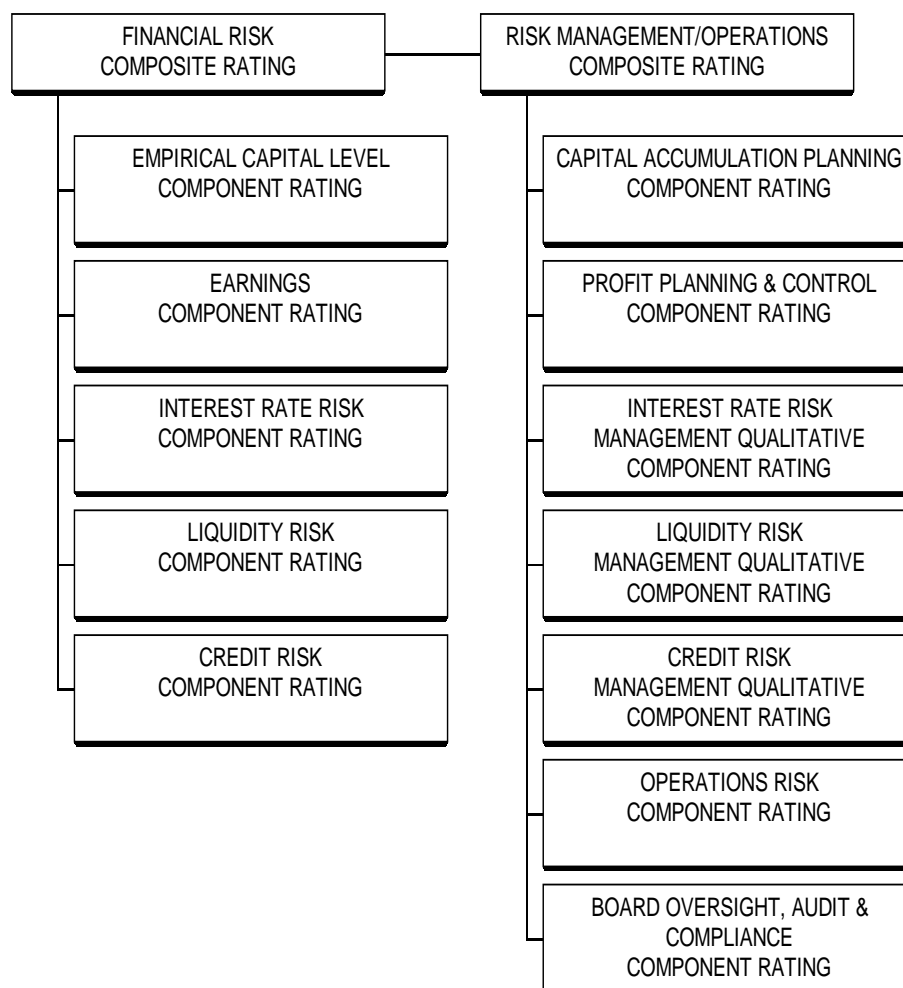 FINANCIAL RISK
COMPOSITE RATING
RISK MANAGEMENT/OPERATIONS
COMPOSITE RATING
EMPIRICAL CAPITAL LEVEL
COMPONENT RATING
EARNINGS
COMPONENT RATING
INTEREST RATE RISK
COMPONENT RATING
LIQUIDITY RISK
COMPONENT RATING
CREDIT RISK
COMPONENT RATING
CAPITAL ACCUMULATION PLANNING
COMPONENT RATING
PROFIT PLANNING & CONTROL
COMPONENT RATING
INTEREST RATE RISK
MANAGEMENT QUALITATIVE
COMPONENT RATING
LIQUIDITY RISK
MANAGEMENT QUALITATIVE
COMPONENT RATING
CREDIT RISK
MANAGEMENT QUALITATIVE
COMPONENT RATING
OPERATIONS RISK
COMPONENT RATING
BOARD OVERSIGHT, AUDIT &
COMPLIANCE
COMPONENT RATING